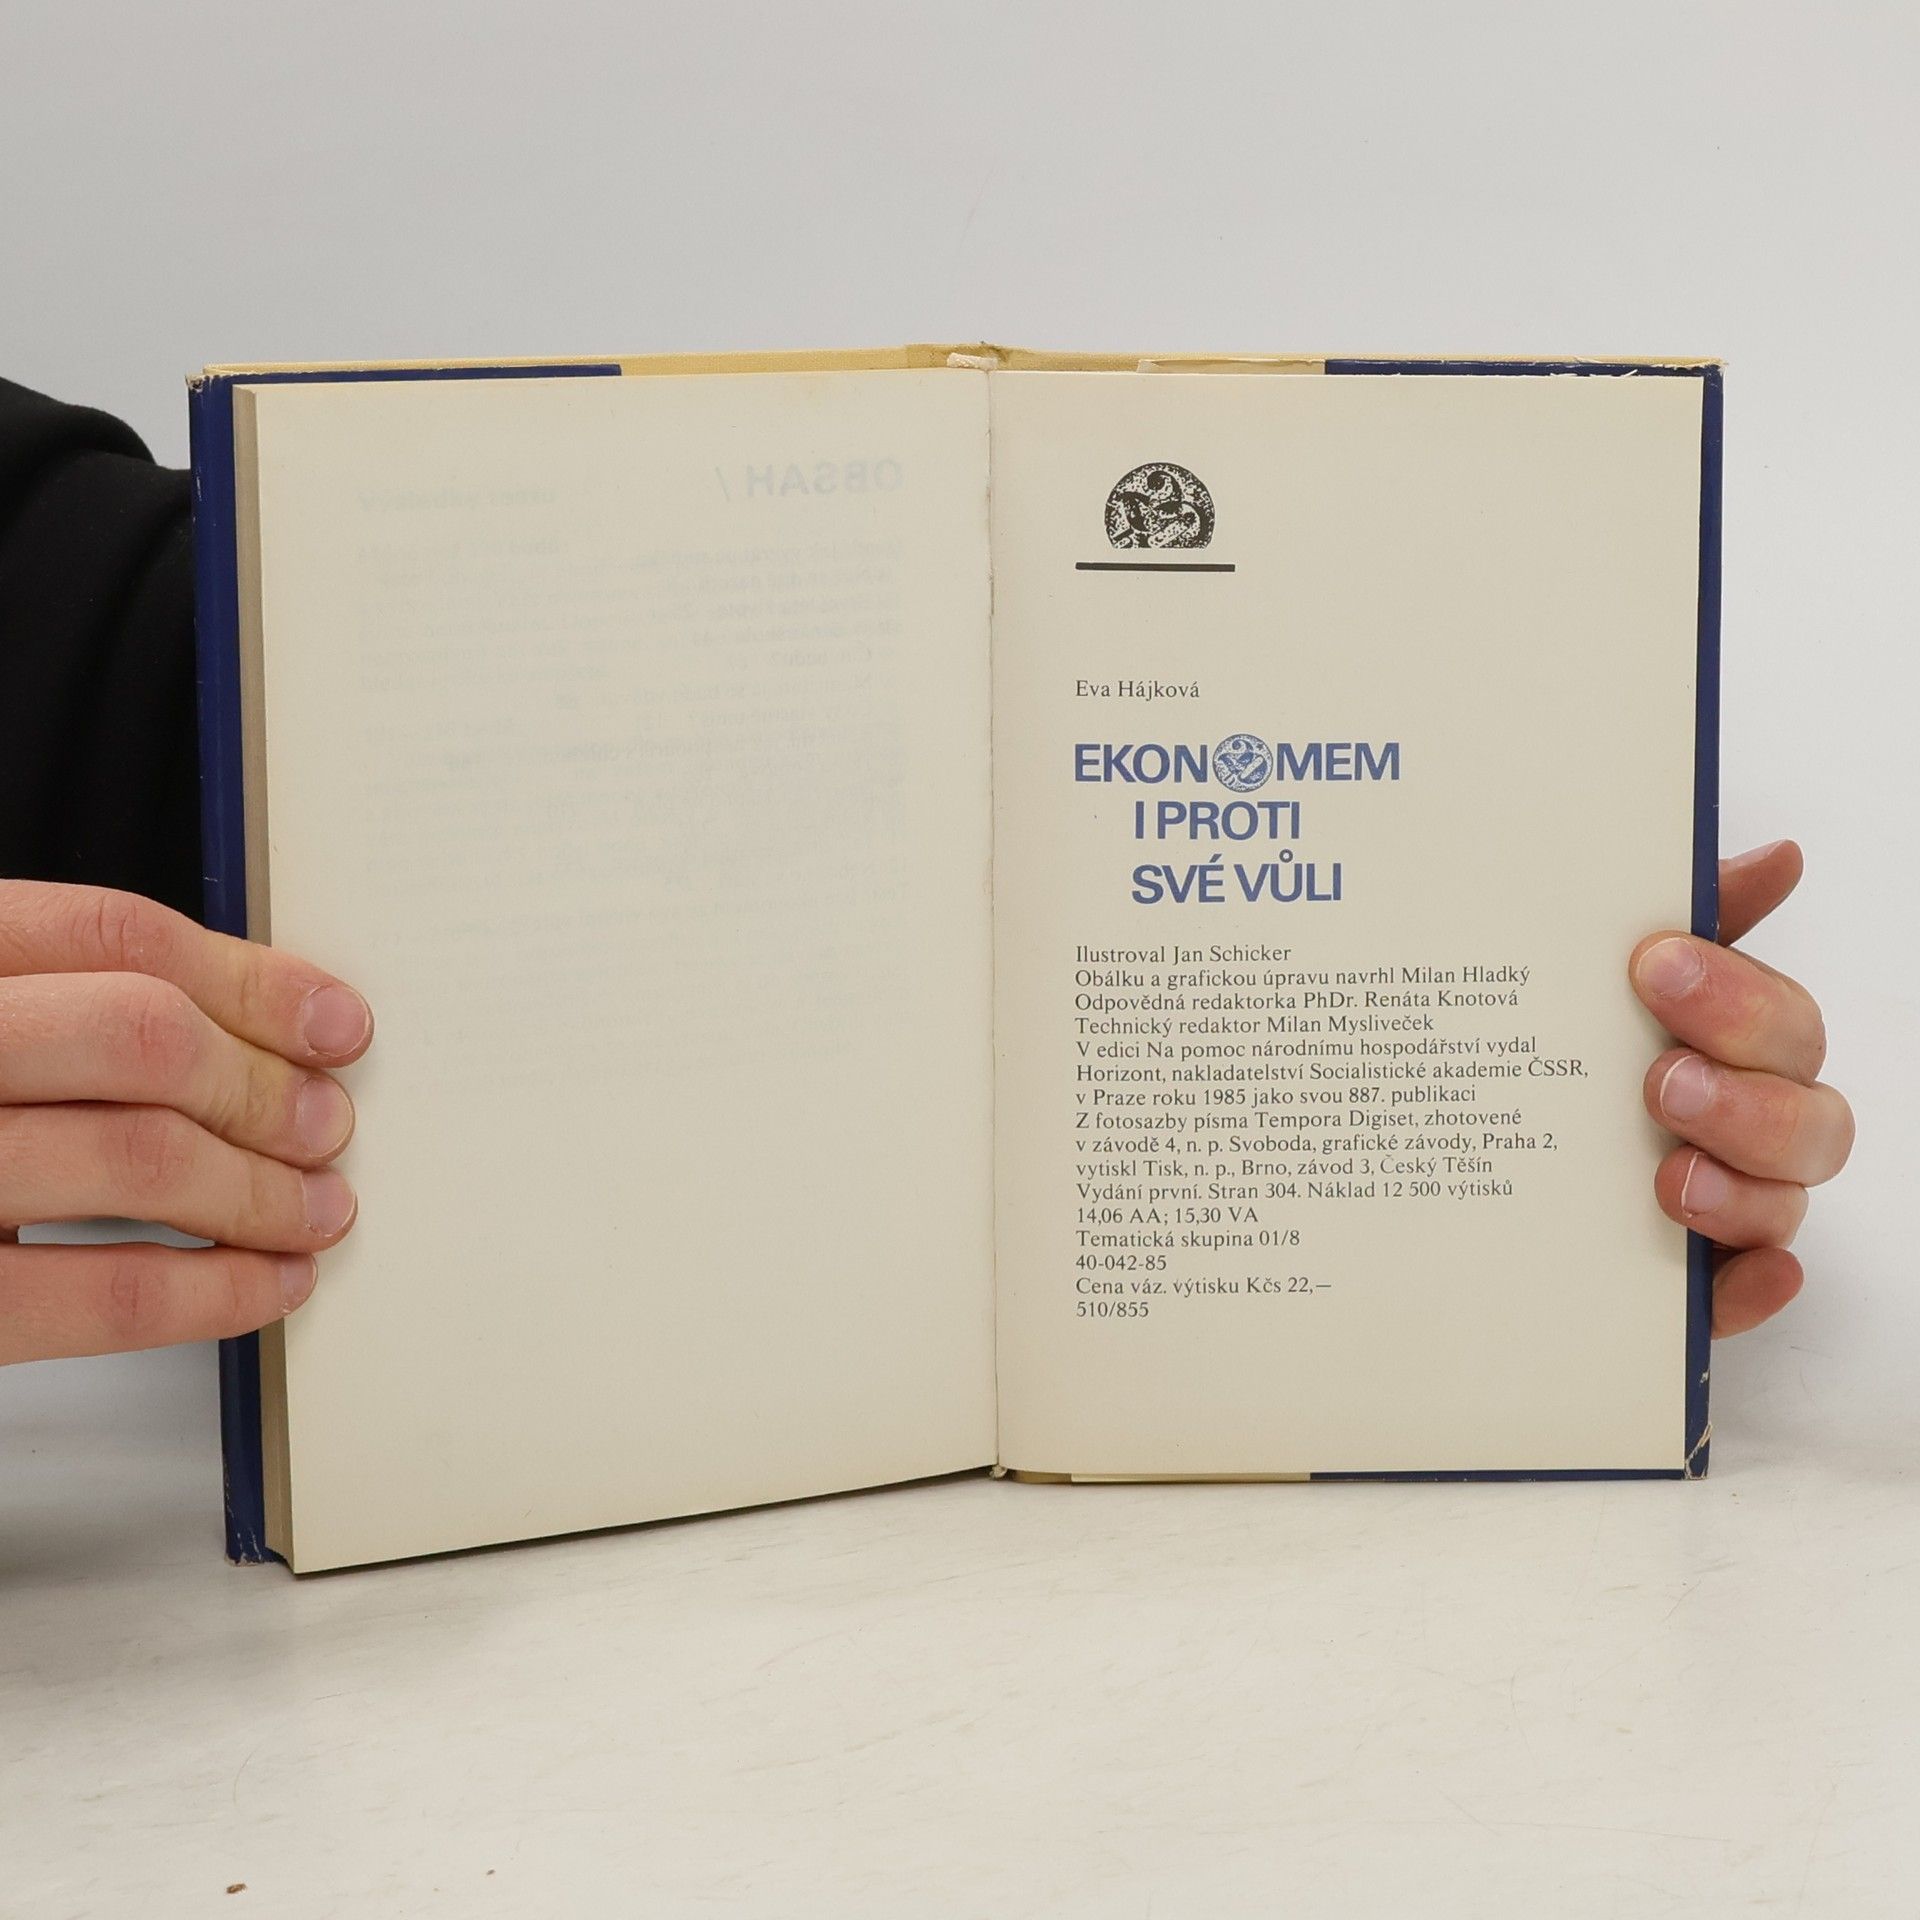 OBSAH /
Eva Hájková
EKONOMEM
I PROTI
SVÉ VŮLI
Ilustroval Jan Schicker
Obálku a grafickou úpravu navrhl Milan Hladký
Odpovědná redaktorka PhDr. Renáta Knotová
Technický redaktor Milan Mysliveček
V edici Na pomoc národnímu hospodářství vydal
Horizont, nakladatelství Socialistické akademie ČSSR,
v Praze roku 1985 jako svou 887. publikaci
Z fotosazby písma Tempora Digiset, zhotovené
v závodě 4, n. p. Svoboda, grafické závody, Praha 2,
vytiskl Tisk, n. p., Brno, závod 3, Český Těšín
Vydání první. Stran 304. Náklad 12 500 výtisků
14,06 AA; 15,30 VA
Tematická skupina 01/8
40-042-85
Cena váz. výtisku Kčs 22,—
510/855